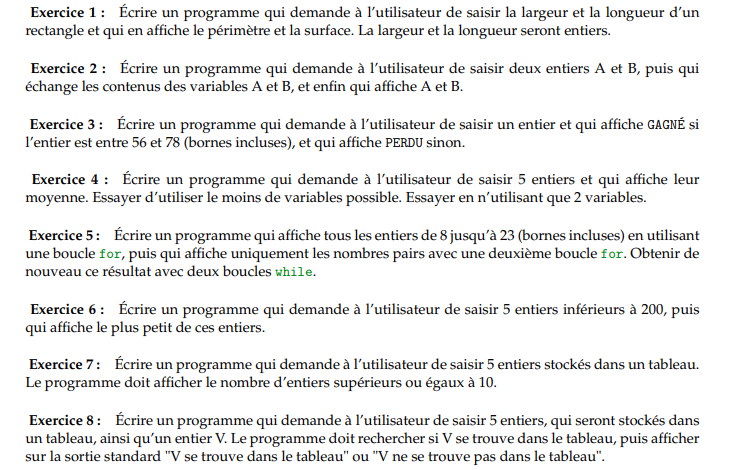 Exercice 1 : Écrire un programme qui demande à l'utilisateur de saisir la largeur et la longueur d'un
rectangle et qui en affiche le périmètre et la surface. La largeur et la longueur seront entiers.
Exercice 2 : Écrire un programme qui demande à l'utilisateur de saisir deux entiers A et B, puis qui
échange les contenus des variables A et B, et enfin qui affiche A et B.
Exercice 3 : Écrire un programme qui demande à l'utilisateur de saisir un entier et qui affiche GAGNÉ si
l'entier est entre 56 et 78 (bornes incluses), et qui affiche PERDU sinon.
Exercice 4 : Écrire un programme qui demande à l'utilisateur de saisir 5 entiers et qui affiche leur
moyenne. Essayer d'utiliser le moins de variables possible. Essayer en n'utilisant que 2 variables.
Exercice 5 : Écrire un programme qui affiche tous les entiers de 8 jusqu'à 23 (bornes incluses) en utilisant
une boucle for, puis qui affiche uniquement les nombres pairs avec une deuxième boucle for. Obtenir de
nouveau ce résultat avec deux boucles while.
Exercice 6 : Écrire un programme qui demande à l'utilisateur de saisir 5 entiers inférieurs à 200, puis
qui affiche le plus petit de ces entiers.
Exercice 7 : Écrire un programme qui demande à l'utilisateur de saisir 5 entiers stockés dans un tableau.
Le programme doit afficher le nombre d'entiers supérieurs ou égaux à 10.
Exercice 8 : Écrire un programme qui demande à l'utilisateur de saisir 5 entiers, qui seront stockés dans
un tableau, ainsi qu'un entier V. Le programme doit rechercher si V se trouve dans le tableau, puis afficher
sur la sortie standard "V se trouve dans le tableau" ou "V ne se trouve pas dans le tableau".